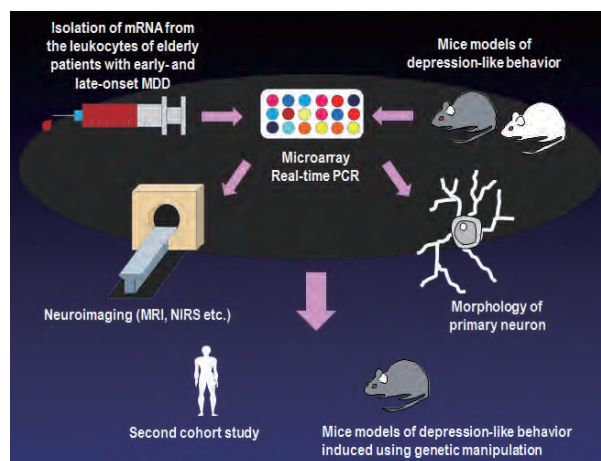 Isolation of mRNA from
the leukocytes of elderly
patients with early- and
late-onset MDD
Mice models of
depression-like behavior
Microarray
Real-time PCR
Neuroimaging (MRI, NIRS etc.)
Morphology of
primary neuron
Second cohort study
Mice models of depression-like behavior
induced using genetic manipulation